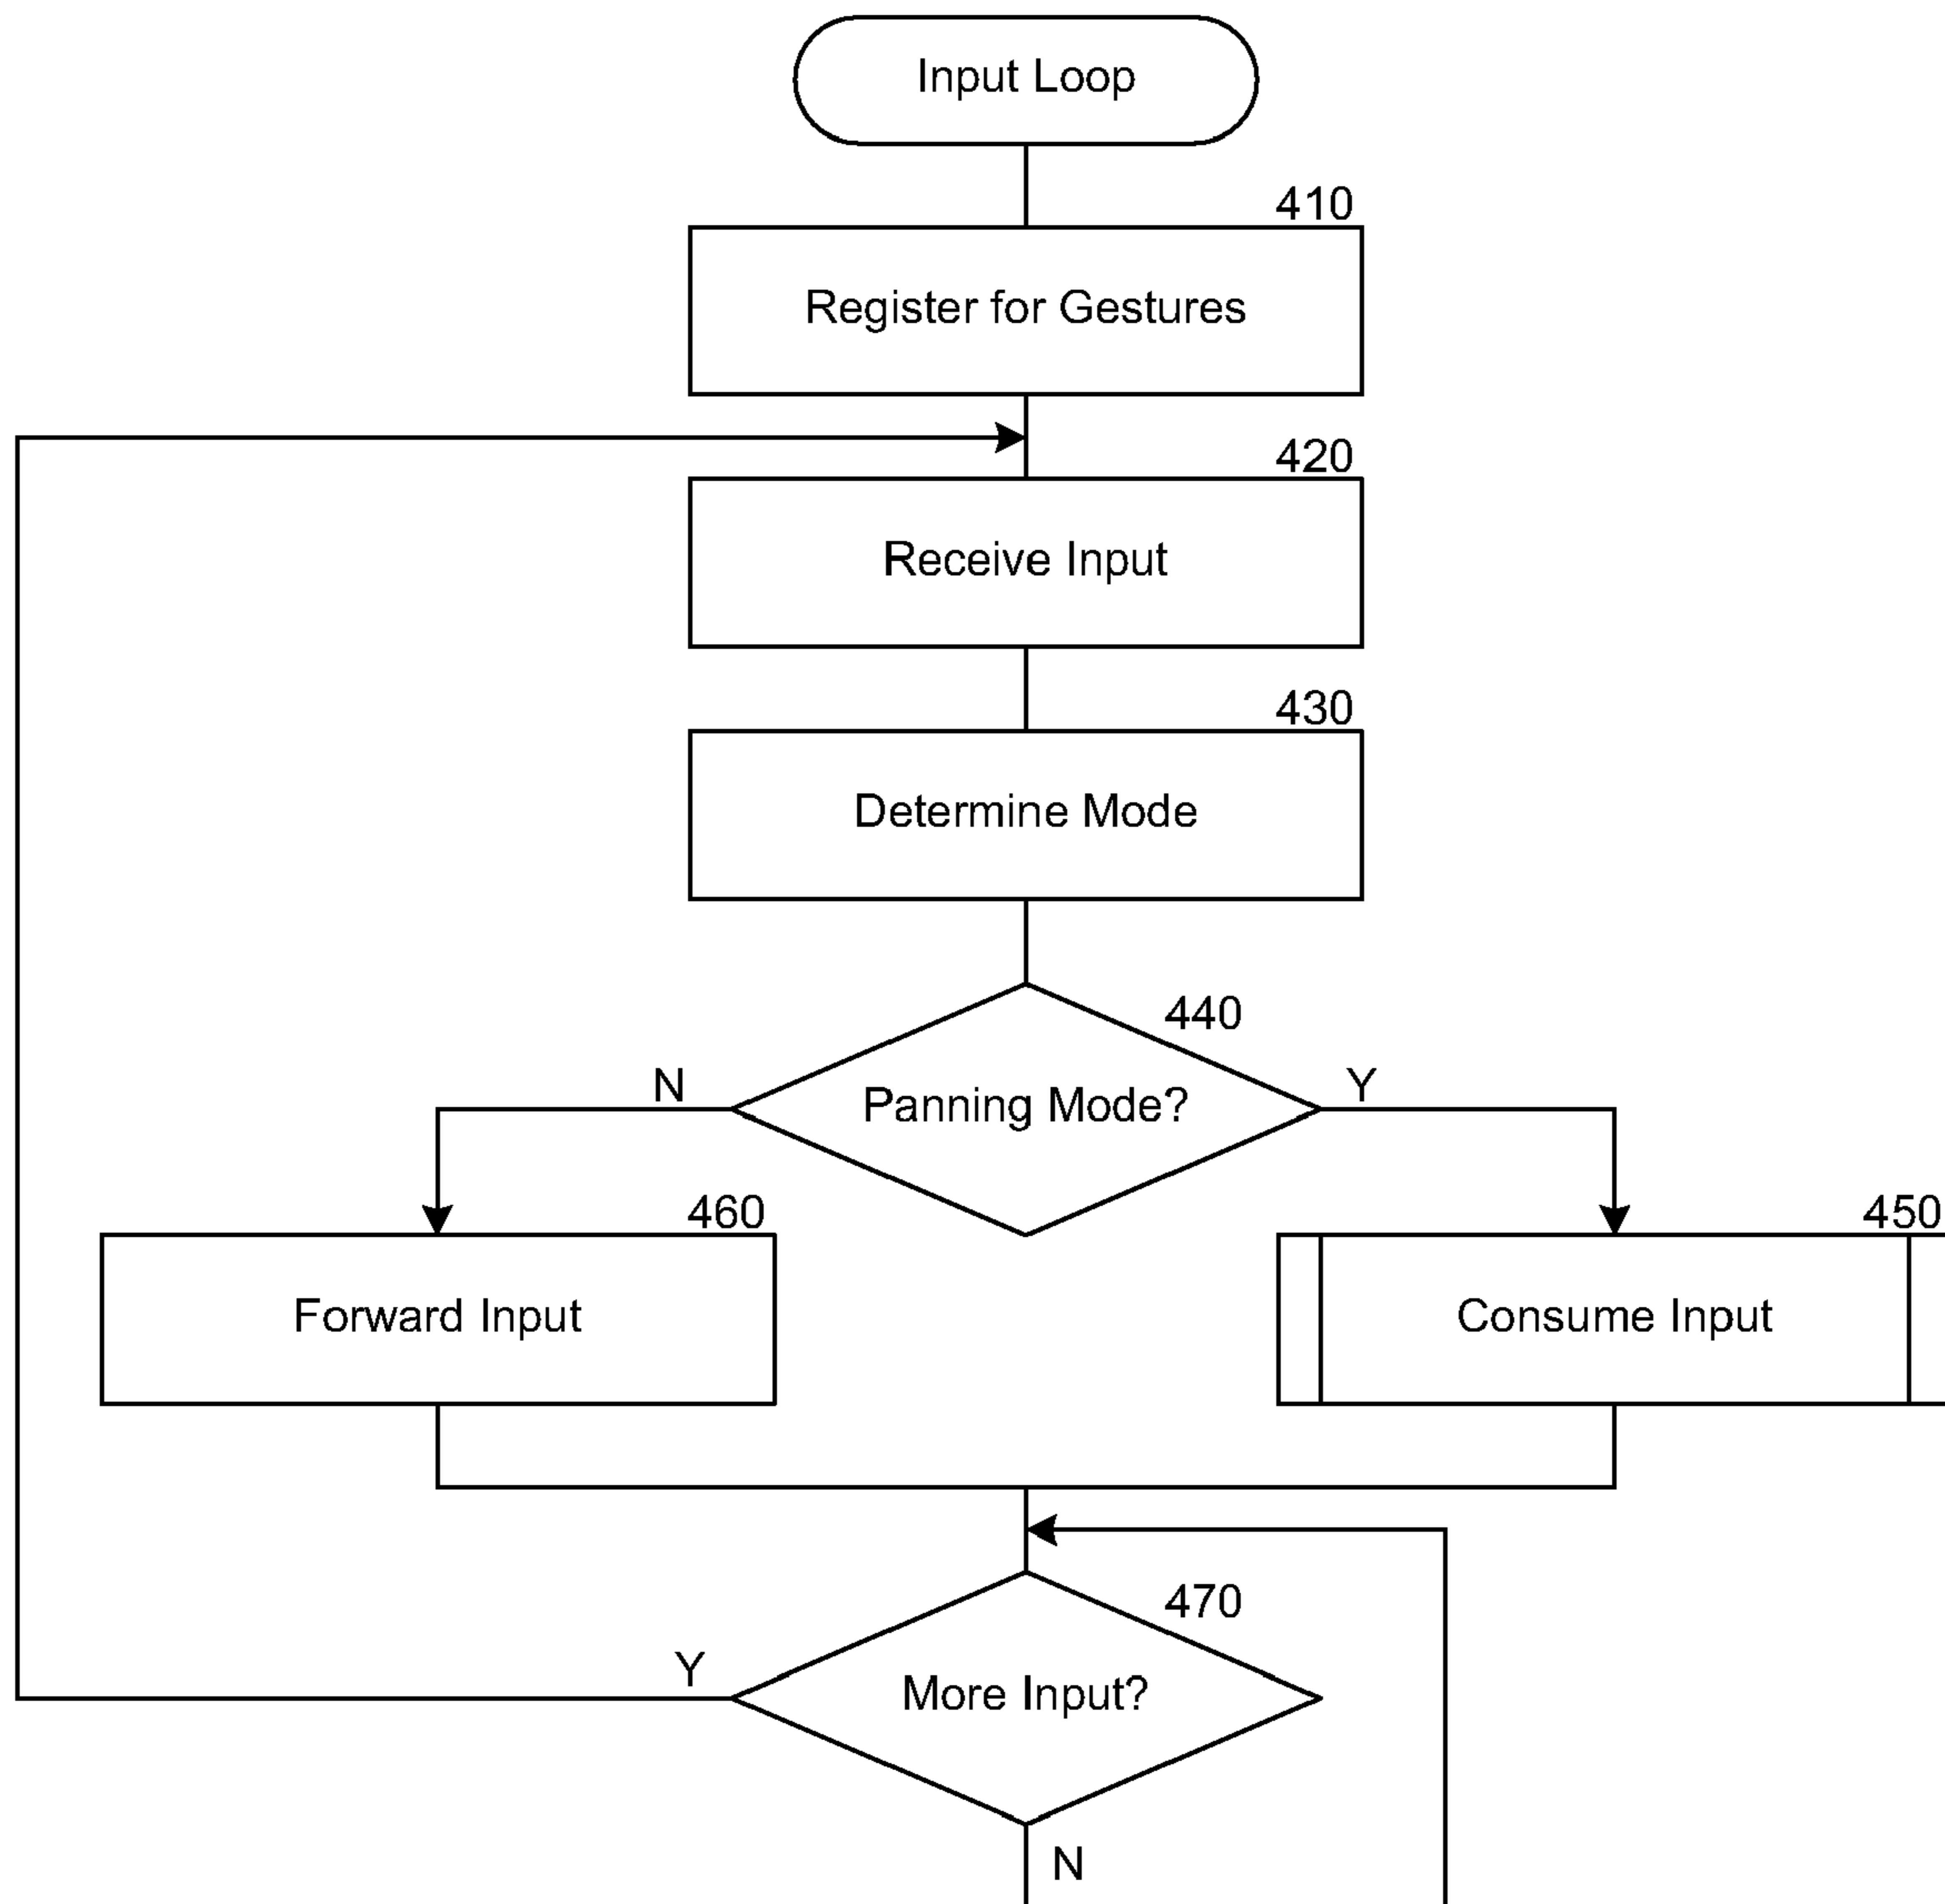 Input Loop
410
Register for Gestures
420
Receive Input
430
Determine Mode
440
N
Panning Mode?
Y
460
450
Forward Input
Consume Input
470
Y
More Input?
N